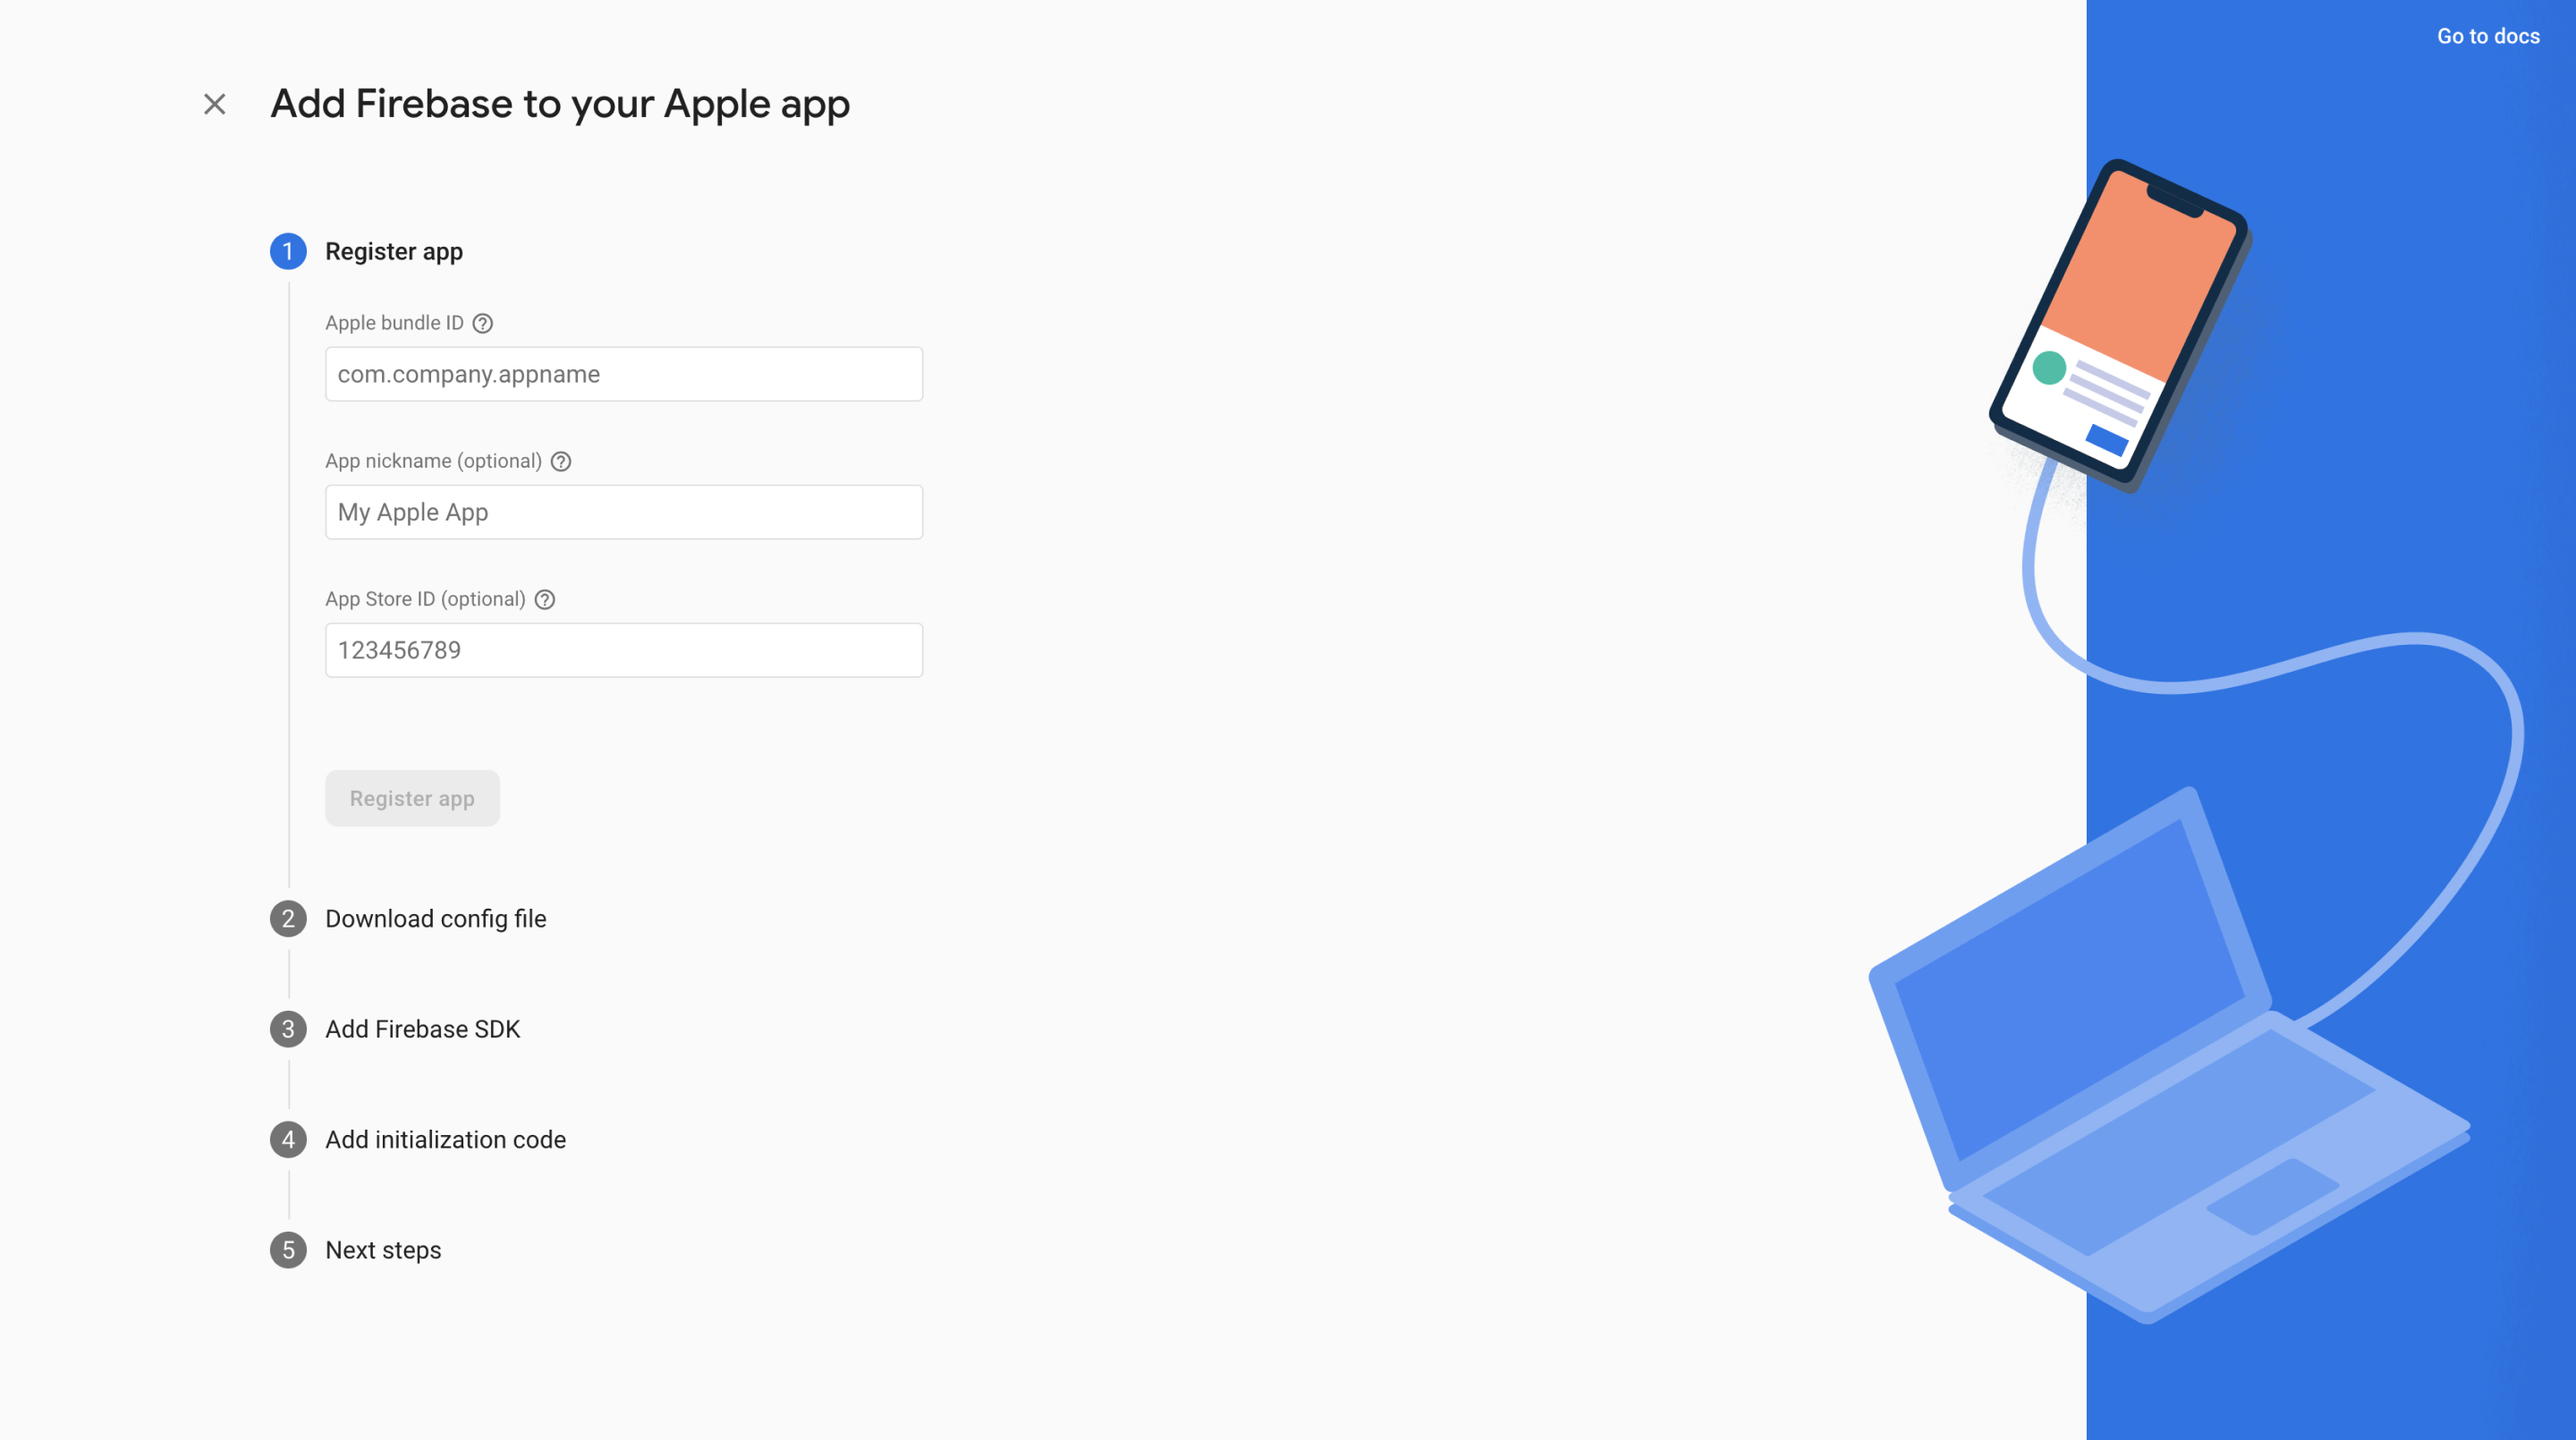 Go to docs
Add Firebase to your Apple app
1 Register app
Apple bundle ID
com.company.appname
App nickname (optional)
My Apple App
App Store ID (optional)
123456789
Register app
2 Download config file
3 Add Firebase SDK
4 Add initialization code
5 Next steps